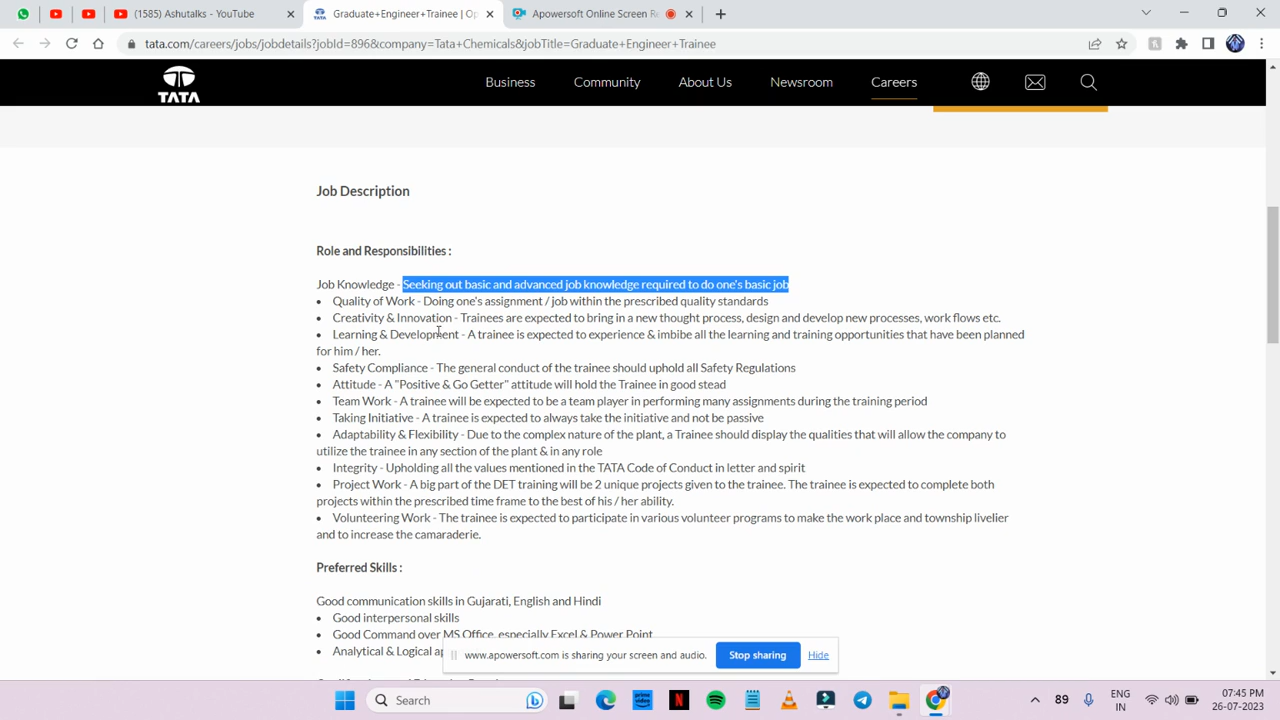 (1585) Ashutalks - YouTube
Graduate+Engineer+Trainee | Op
Apowersoft Online Screen Re
tata.com/careers/jobs/jobdetails?jobId=896&company=Tata+Chemicals&jobTitle=Graduate+Engineer+Trainee
TATA
Business
Community
About Us
Newsroom
Careers
Job Description
Role and Responsibilities :
Job Knowledge - Seeking out basic and advanced job knowledge required to do one's basic job
• Quality of Work - Doing one's assignment / job within the prescribed quality standards
• Creativity & Innovation - Trainees are expected to bring in a new thought process, design and develop new processes, work flows etc.
• Learning & Development - A trainee is expected to experience & imbibe all the learning and training opportunities that have been planned
for him / her.
• Safety Compliance - The general conduct of the trainee should uphold all Safety Regulations
• Attitude - A "Positive & Go Getter" attitude will hold the Trainee in good stead
• Team Work - A trainee will be expected to be a team player in performing many assignments during the training period
• Taking Initiative - A trainee is expected to always take the initiative and not be passive
• Adaptability & Flexibility - Due to the complex nature of the plant, a Trainee should display the qualities that will allow the company to
utilize the trainee in any section of the plant & in any role
• Integrity - Upholding all the values mentioned in the TATA Code of Conduct in letter and spirit
• Project Work - A big part of the DET training will be 2 unique projects given to the trainee. The trainee is expected to complete both
projects within the prescribed time frame to the best of his / her ability.
• Volunteering Work - The trainee is expected to participate in various volunteer programs to make the work place and township livelier
and to increase the camaraderie.
Preferred Skills :
Good communication skills in Gujarati, English and Hindi
• Good interpersonal skills
• Good Command over MS Office, especially Excel & Power Point
• Analytical & Logical ap
www.apowersoft.com is sharing your screen and audio.
Stop sharing
Hide
Search
89
ENG
IN
07:45 PM
26-07-2023